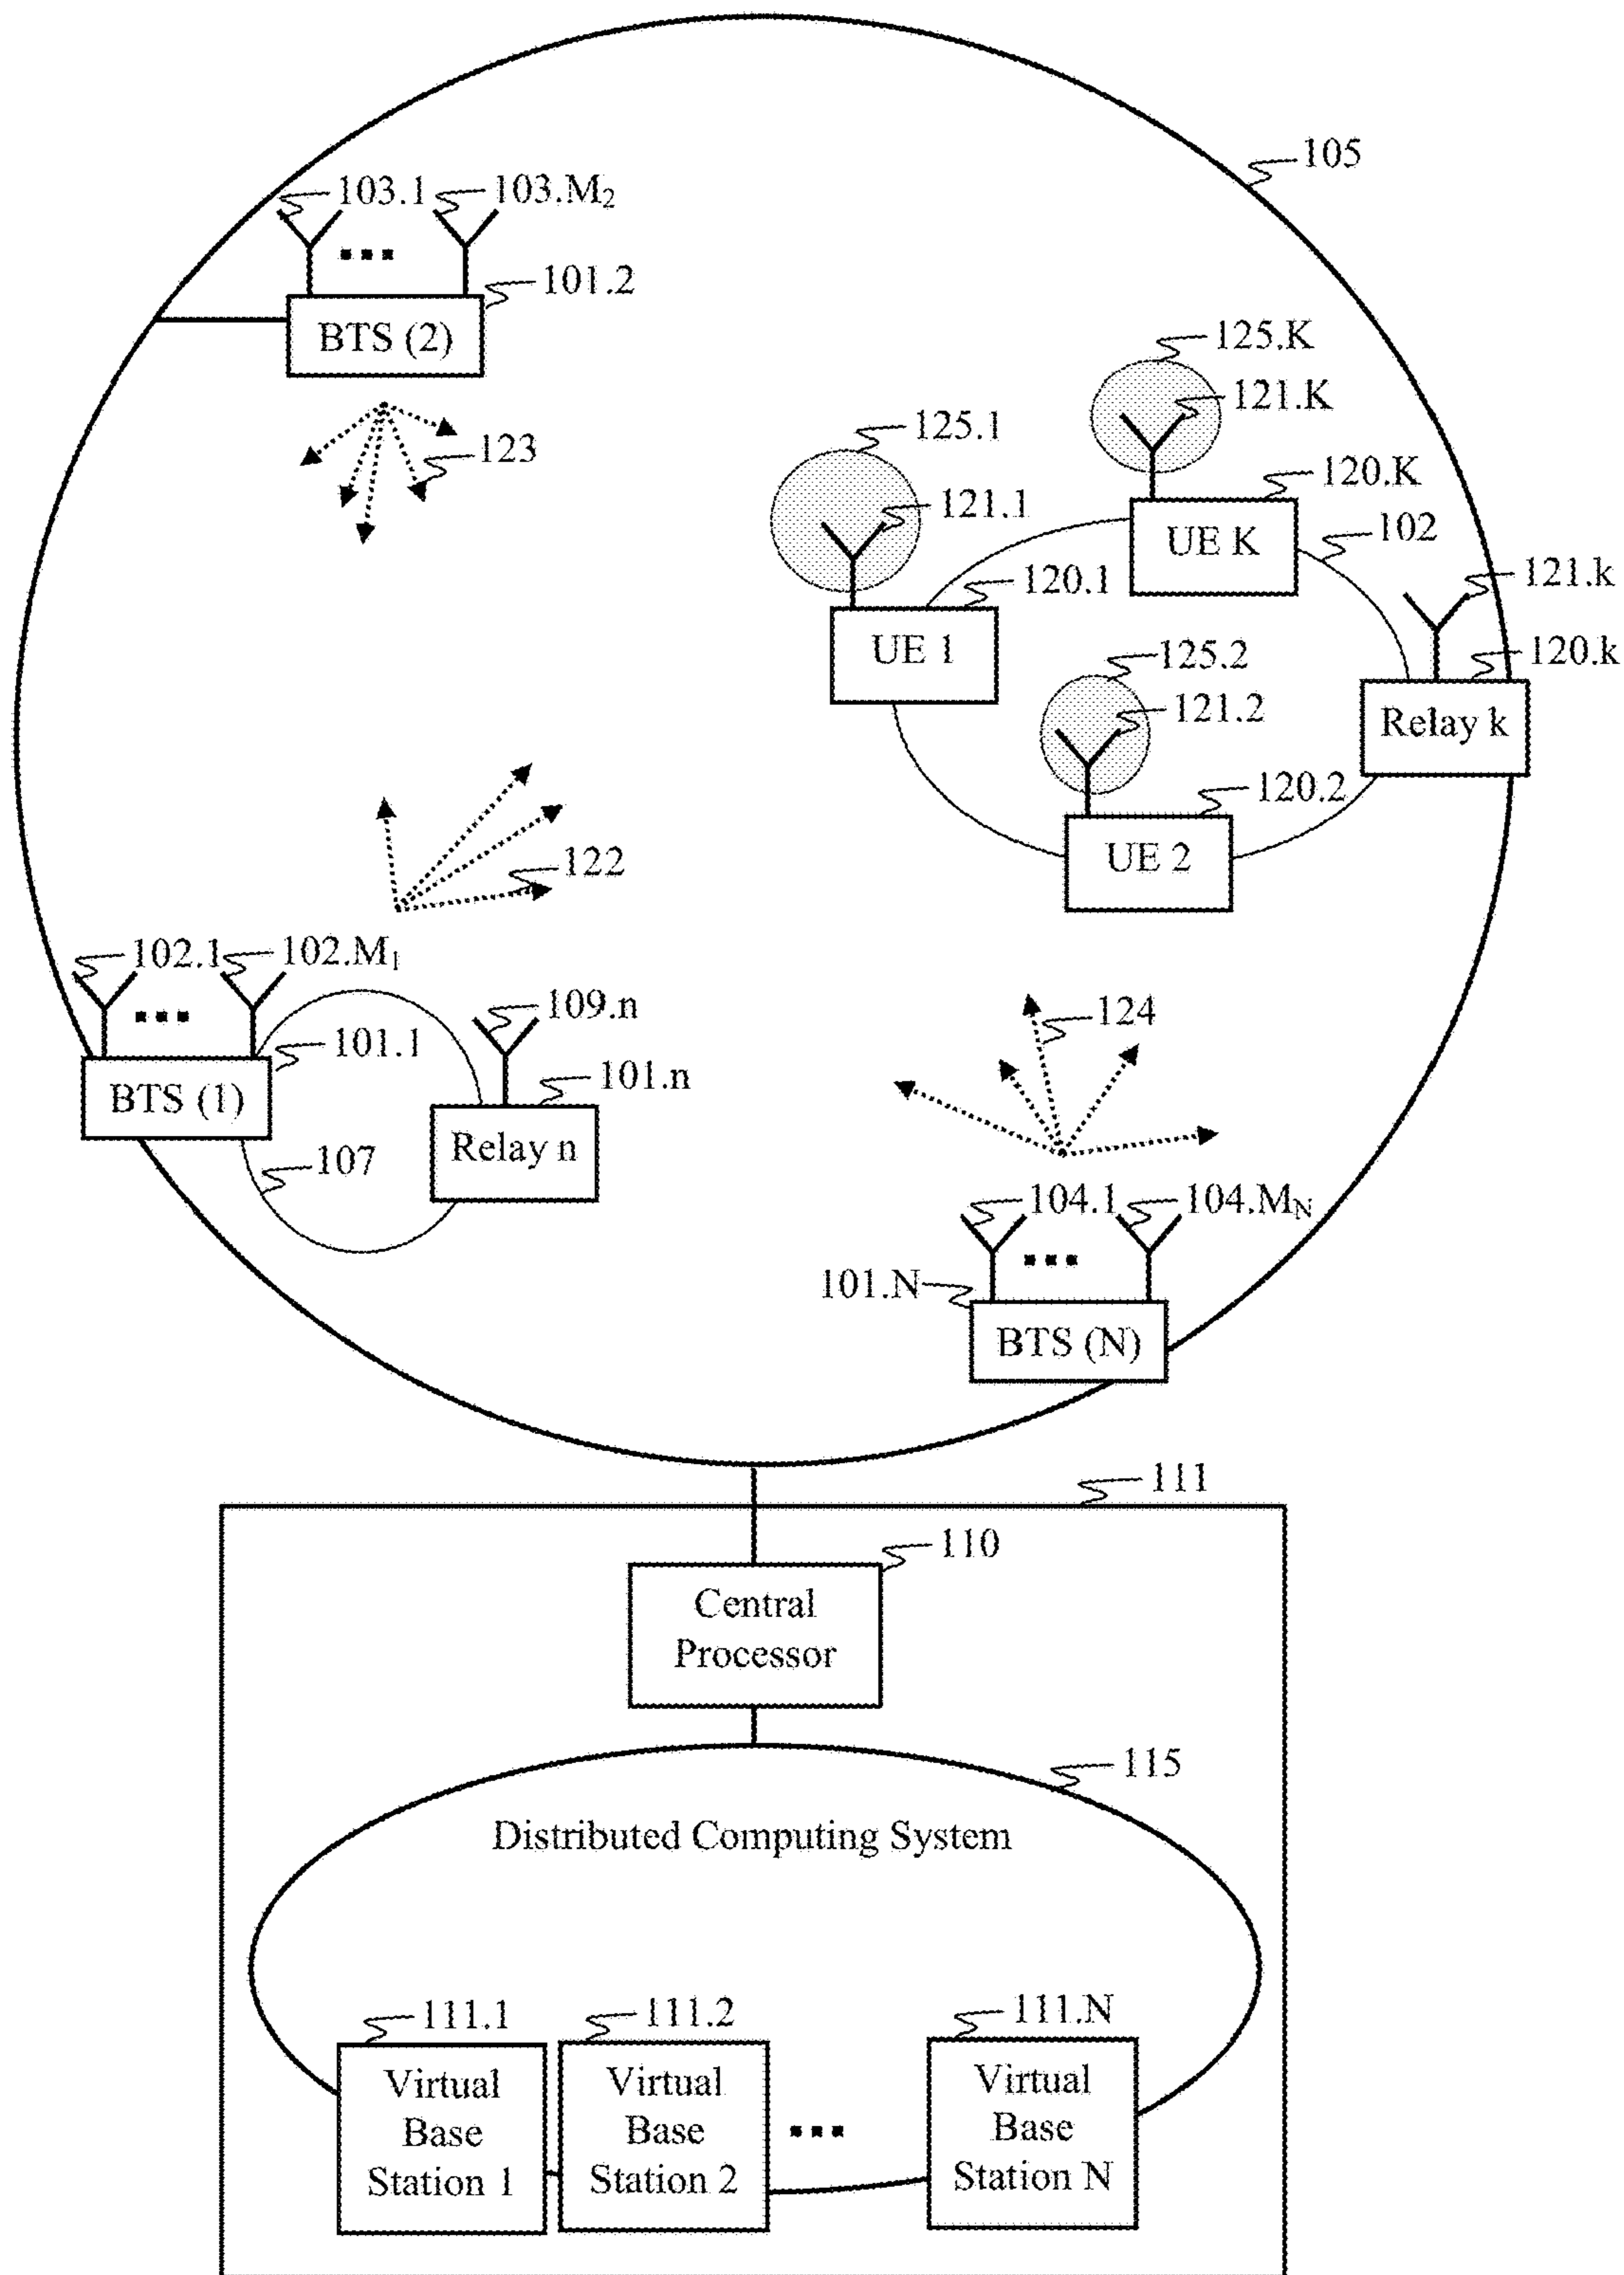 105
103.1 103.M2
101.2
BTS (2)
123
125.K
121.K
125.1
120.K
121.1
UE K
102
120.1
121.k
UE 1
125.2
120.k
121.2
Relay k
120.2
UE 2
122
102.1 102.M1
109.n
124
101.1
101.n
BTS (1)
Relay n
107
104.1 104.MN
101.N
BTS (N)
111
110
Central
Processor
115
Distributed Computing System
111.1
111.2
111.N
Virtual
Base
Station 1
Virtual
Base
Station 2
Virtual
Base
Station N